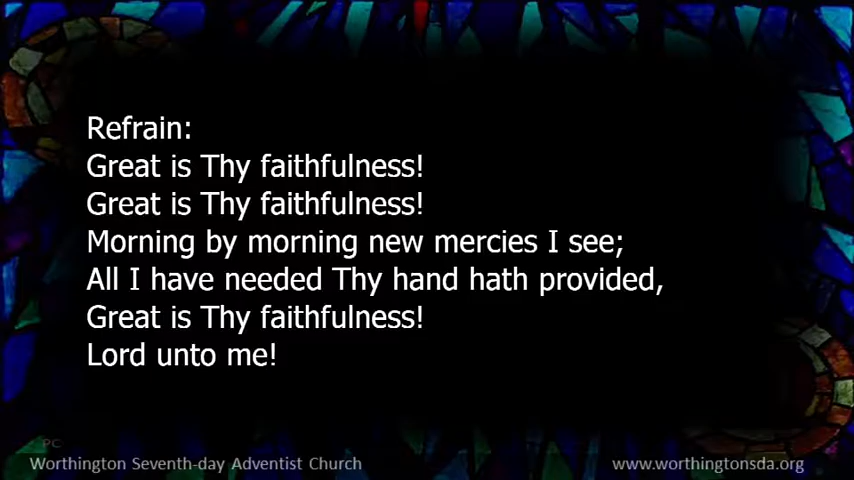 Refrain:
Great is Thy faithfulness!
Great is Thy faithfulness!
Morning by morning new mercies I see;
All I have needed Thy hand hath provided,
Great is Thy faithfulness!
Lord unto me!
PC
Worthington Seventh-day Adventist Church
www.worthingtonsda.org